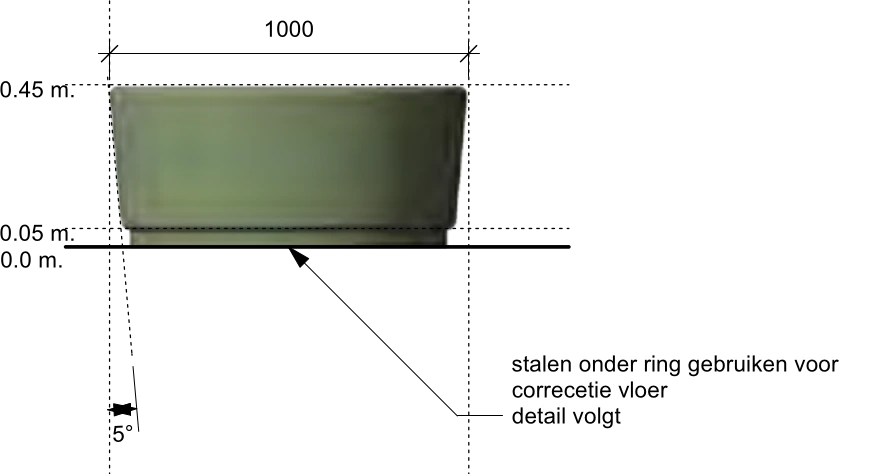 1000
0.45 m.
0.05 m.
0.0 m.
stalen onder ring gebruiken voor
correcetie vloer
detail volgt
5°